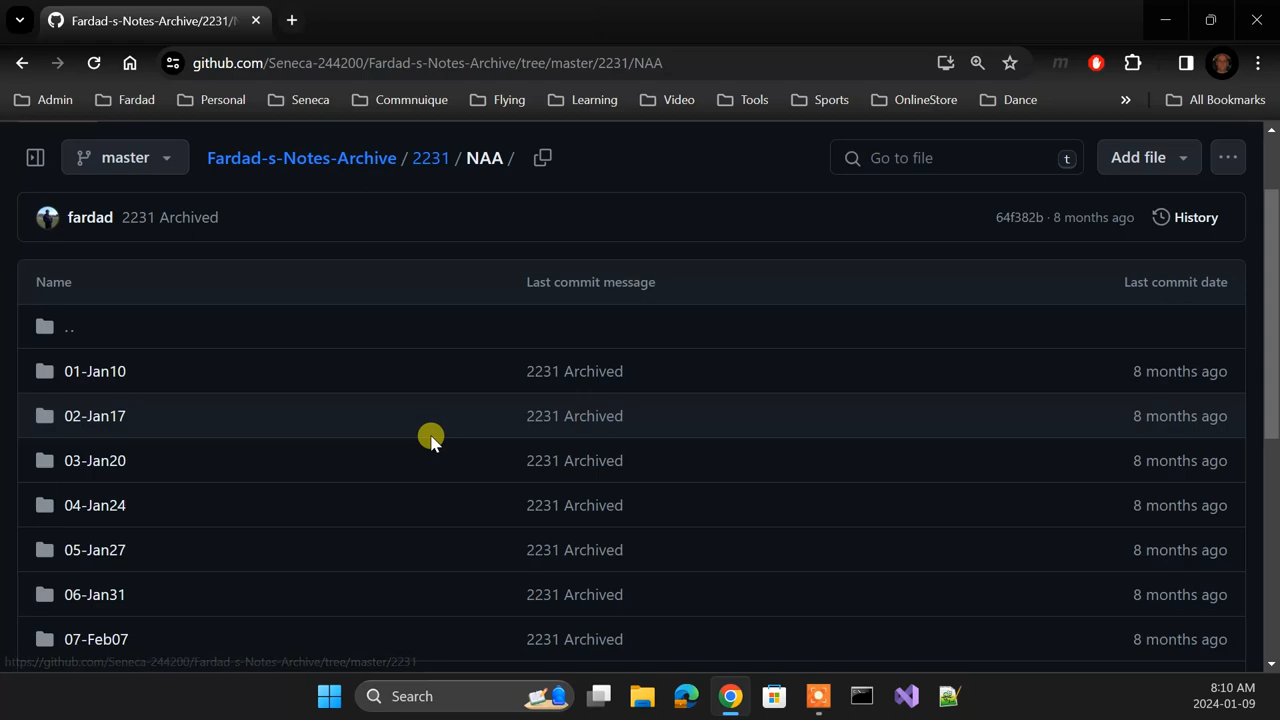 Fardad-s-Notes-Archive/2231/N
github.com/Seneca-244200/Fardad-s-Notes-Archive/tree/master/2231/NAA
Admin Fardad Personal Seneca Commnuique Flying Learning Video Tools Sports OnlineStore Dance » All Bookmarks
master Fardad-s-Notes-Archive / 2231 / NAA / Go to file t Add file
fardad 2231 Archived 64f382b · 8 months ago History
Name Last commit message Last commit date
..
01-Jan10 2231 Archived 8 months ago
02-Jan17 2231 Archived 8 months ago
03-Jan20 2231 Archived 8 months ago
04-Jan24 2231 Archived 8 months ago
05-Jan27 2231 Archived 8 months ago
06-Jan31 2231 Archived 8 months ago
07-Feb07 2231 Archived 8 months ago
https://github.com/Seneca-244200/Fardad-s-Notes-Archive/tree/master/2231
Search 8:10 AM
2024-01-09